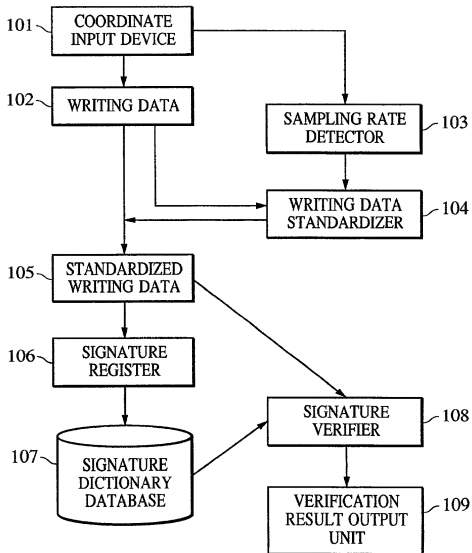 101
COORDINATE
INPUT DEVICE
102
WRITING DATA
103
SAMPLING RATE
DETECTOR
104
WRITING DATA
STANDARDIZER
105
STANDARDIZED
WRITING DATA
106
SIGNATURE
REGISTER
107
SIGNATURE
DICTIONARY
DATABASE
108
SIGNATURE
VERIFIER
109
VERIFICATION
RESULT OUTPUT
UNIT